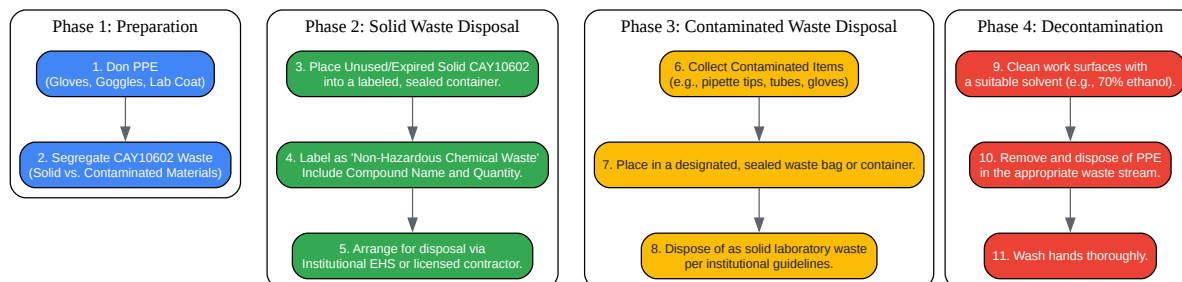 Phase 1: Preparation
1. Don PPE
(Gloves, Goggles, Lab Coat)
2. Segregate CAY10602 Waste
(Solid vs. Contaminated Materials)
Phase 2: Solid Waste Disposal
3. Place Unused/Expired Solid CAY10602
into a labeled, sealed container.
4. Label as 'Non-Hazardous Chemical Waste'
Include Compound Name and Quantity.
5. Arrange for disposal via
Institutional EHS or licensed contractor.
Phase 3: Contaminated Waste Disposal
6. Collect Contaminated Items
(e.g., pipette tips, tubes, gloves)
7. Place in a designated, sealed waste bag or container.
8. Dispose of as solid laboratory waste
per institutional guidelines.
Phase 4: Decontamination
9. Clean work surfaces with
a suitable solvent (e.g., 70% ethanol).
10. Remove and dispose of PPE
in the appropriate waste stream.
11. Wash hands thoroughly.